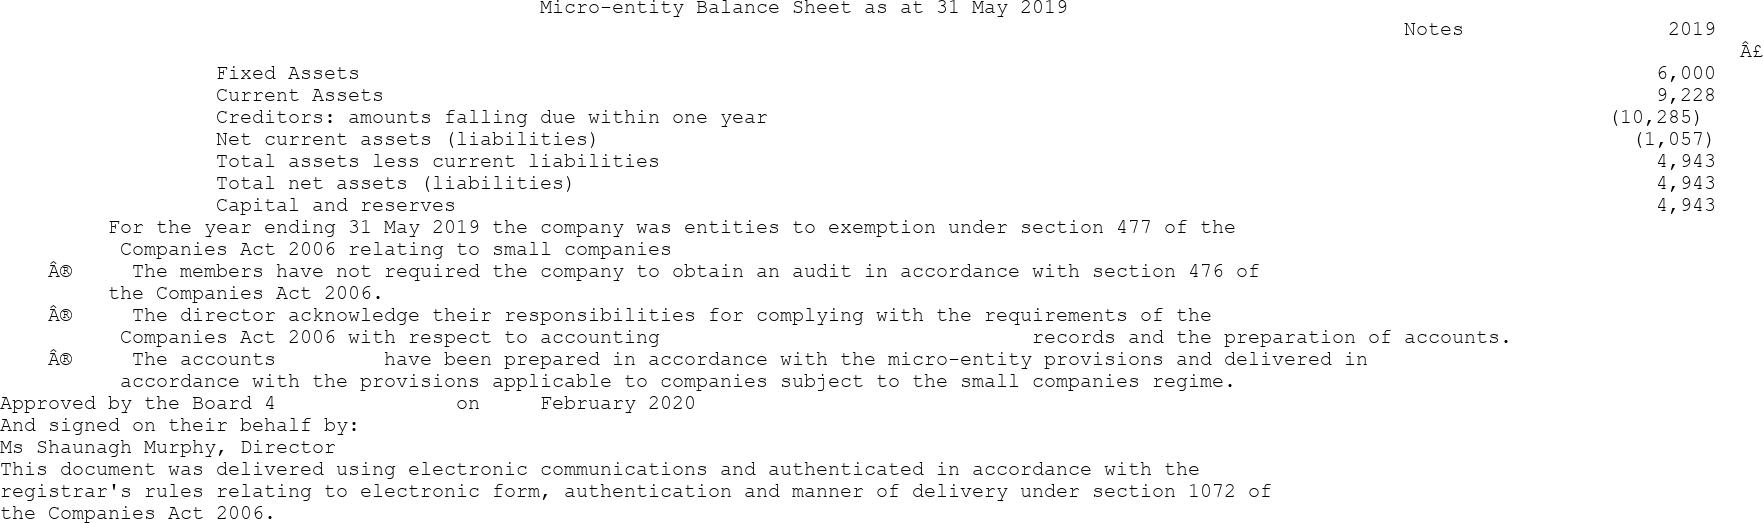 Micro-entity Balance Sheet as at 31 May 2019
Notes 2019
Â£
Fixed Assets 6,000
Current Assets 9,228
Creditors: amounts falling due within one year (10,285)
Net current assets (liabilities) (1,057)
Total assets less current liabilities 4,943
Total net assets (liabilities) 4,943
Capital and reserves 4,943
For the year ending 31 May 2019 the company was entities to exemption under section 477 of the
Companies Act 2006 relating to small companies
Â® The members have not required the company to obtain an audit in accordance with section 476 of
the Companies Act 2006.
Â® The director acknowledge their responsibilities for complying with the requirements of the
Companies Act 2006 with respect to accounting records and the preparation of accounts.
Â® The accounts have been prepared in accordance with the micro-entity provisions and delivered in
accordance with the provisions applicable to companies subject to the small companies regime.
Approved by the Board 4 on February 2020
And signed on their behalf by:
Ms Shaunagh Murphy, Director
This document was delivered using electronic communications and authenticated in accordance with the
registrar's rules relating to electronic form, authentication and manner of delivery under section 1072 of
the Companies Act 2006.